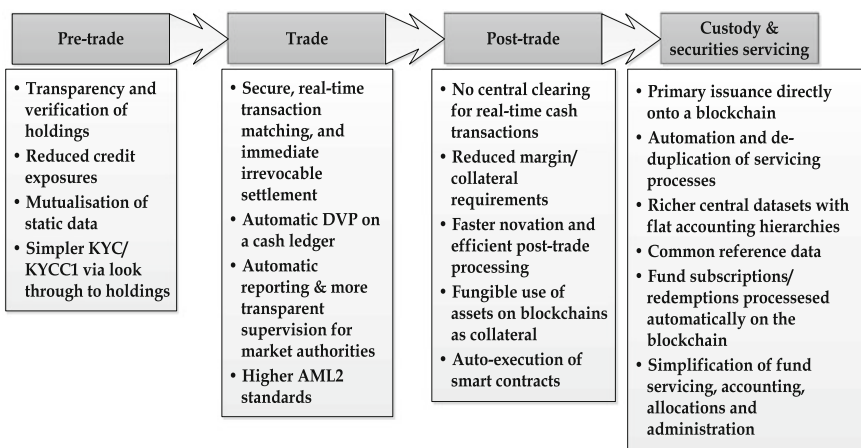 Pre-trade
• Transparency and
verification of
holdings
• Reduced credit
exposures
• Mutualisation of
static data
• Simpler KYC/
KYCC1 via look
through to holdings
Trade
• Secure, real-time
transaction
matching, and
immediate
irrevocable
settlement
• Automatic DVP on
a cash ledger
• Automatic
reporting & more
transparent
supervision for
market authorities
• Higher AML2
standards
Post-trade
• No central clearing
for real-time cash
transactions
• Reduced margin/
collateral
requirements
• Faster novation and
efficient post-trade
processing
• Fungible use of
assets on blockchains
as collateral
• Auto-execution of
smart contracts
Custody &
securities servicing
• Primary issuance directly
onto a blockchain
• Automation and de-
duplication of servicing
processes
• Richer central datasets with
flat accounting hierarchies
• Common reference data
• Fund subscriptions/
redemptions processesed
automatically on the
blockchain
• Simplification of fund
servicing, accounting,
allocations and
administration